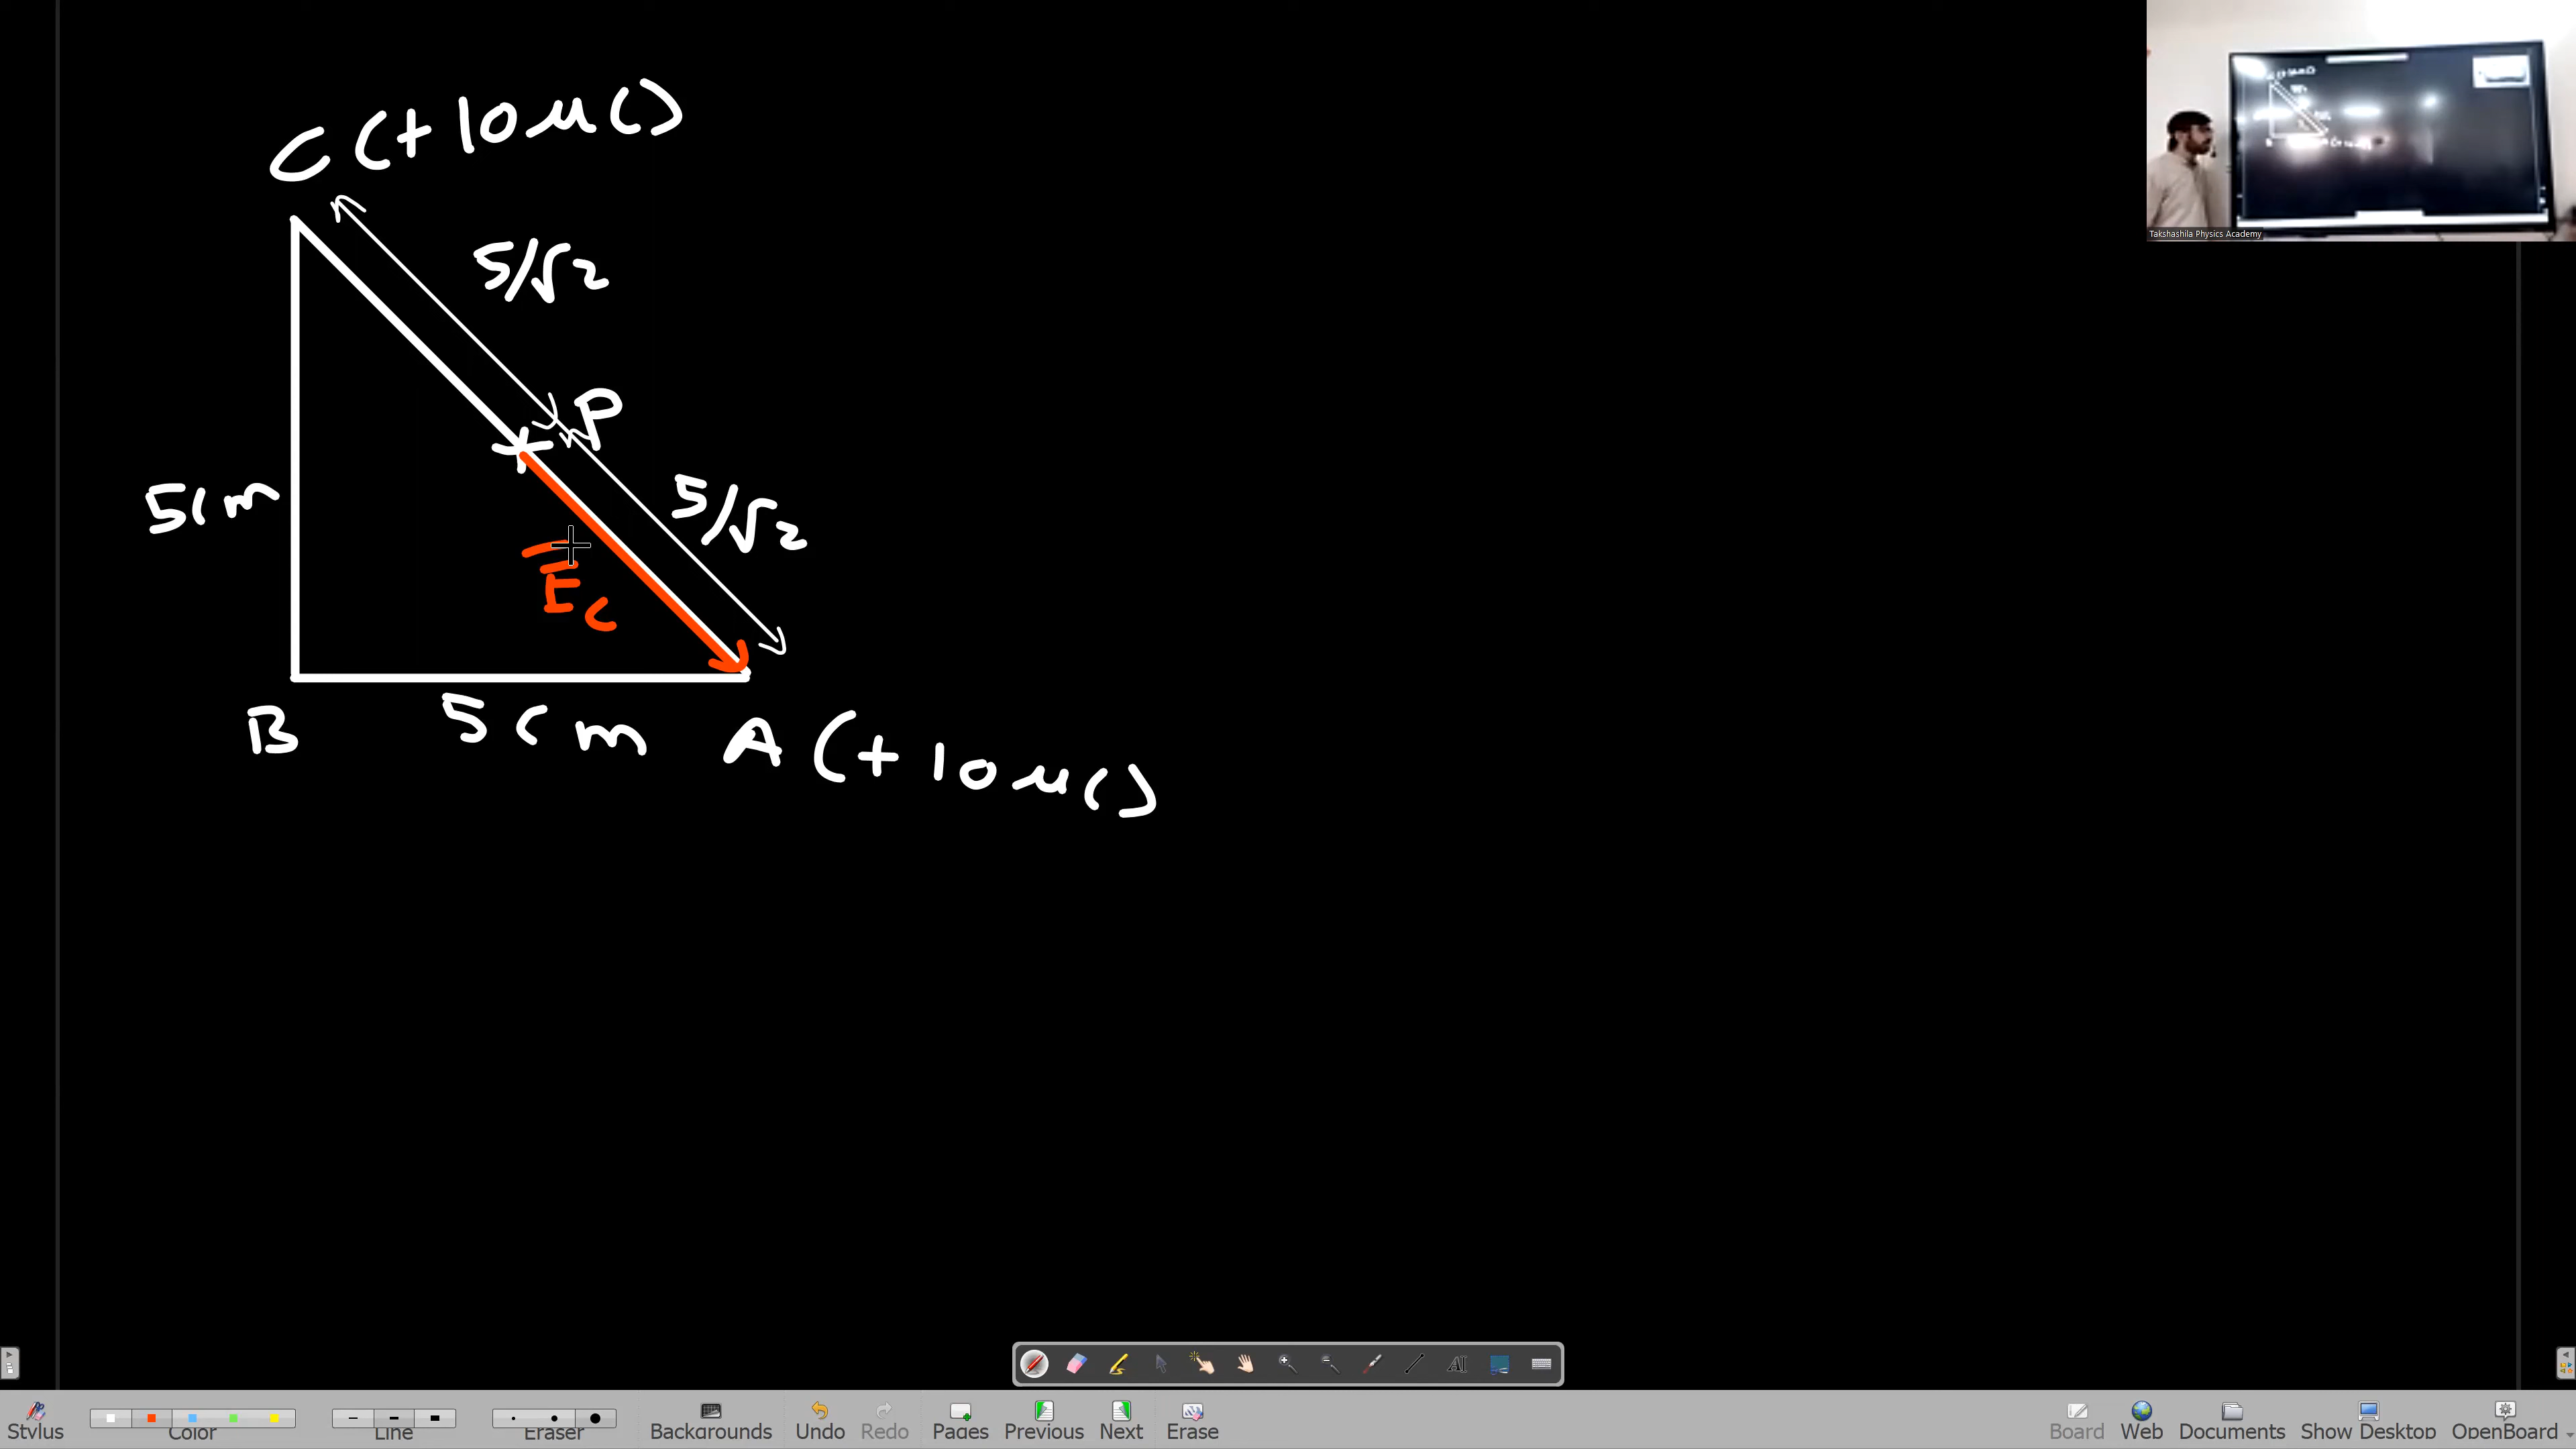 C (+10μC)
5/√2
P
5cm
5/√2
E_C
B
5cm
A (+10μC)
Takshashila Physics Academy
Stylus
Color
Line
Eraser
Backgrounds
Undo
Redo
Pages
Previous
Next
Erase
Board
Web
Documents
Show Desktop
OpenBoard